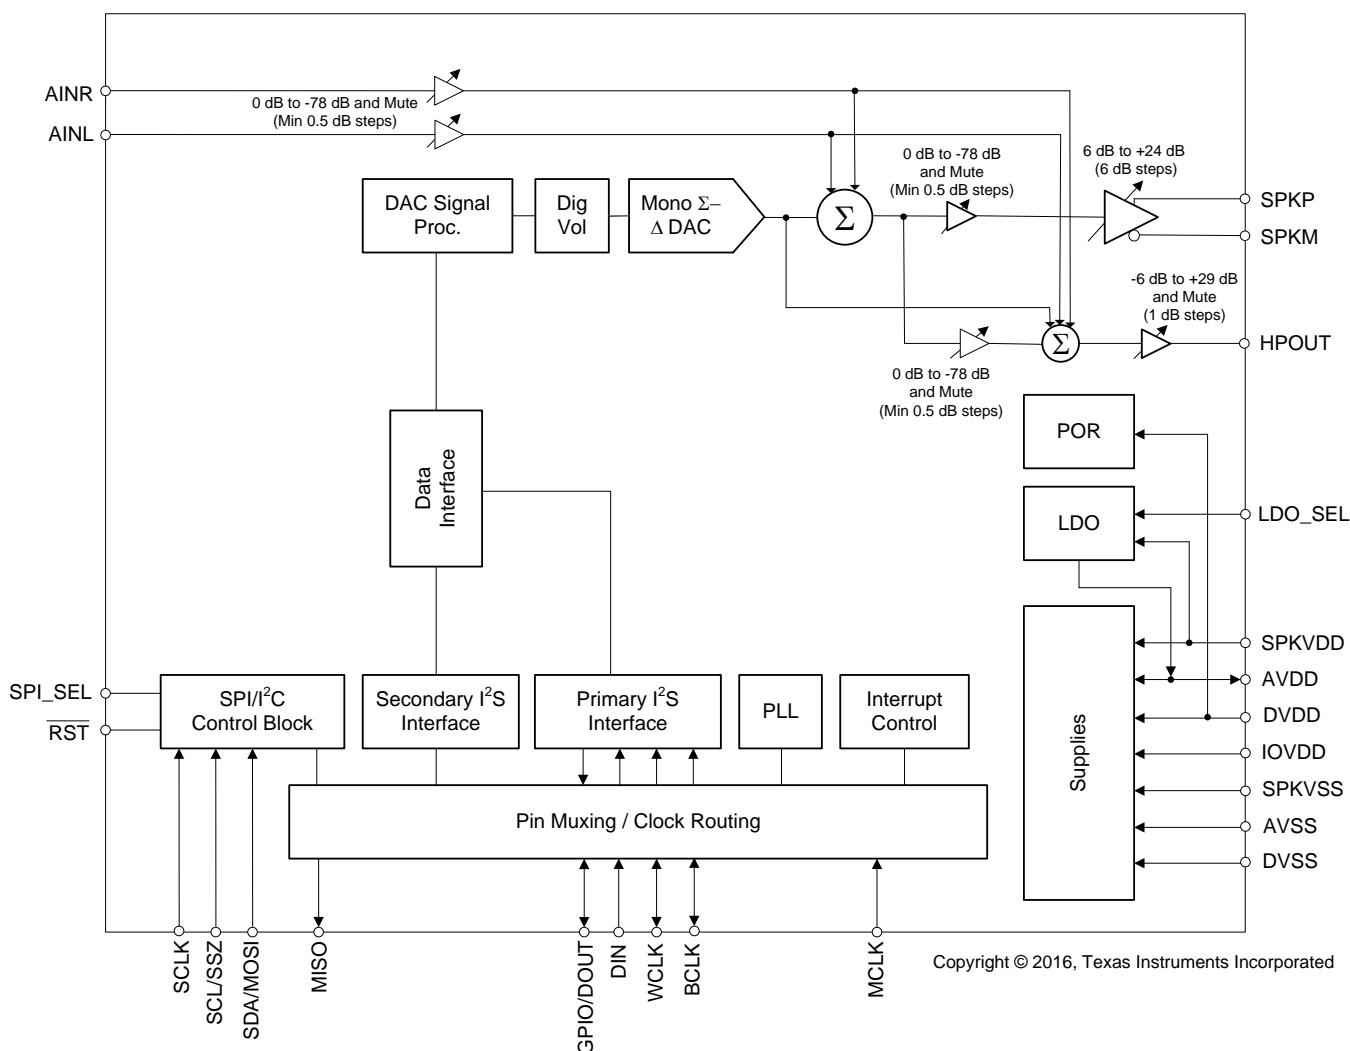 AINR
0 dB to -78 dB and Mute
(Min 0.5 dB steps)
AINL
DAC Signal
Proc.
Dig
Vol
Mono Σ–
Δ DAC
Σ
0 dB to -78 dB
and Mute
(Min 0.5 dB steps)
6 dB to +24 dB
(6 dB steps)
SPKP
SPKM
-6 dB to +29 dB
and Mute
(1 dB steps)
Σ
HPOUT
0 dB to -78 dB
and Mute
(Min 0.5 dB steps)
POR
Data
Interface
LDO
LDO_SEL
SPI_SEL
RST
SPI/I²C
Control Block
Secondary I²S
Interface
Primary I²S
Interface
PLL
Interrupt
Control
Supplies
SPKVDD
AVDD
DVDD
IOVDD
SPKVSS
AVSS
DVSS
Pin Muxing / Clock Routing
SCLK
SCL/SSZ
SDA/MOSI
MISO
GPIO/DOUT
DIN
WCLK
BCLK
MCLK
Copyright © 2016, Texas Instruments Incorporated